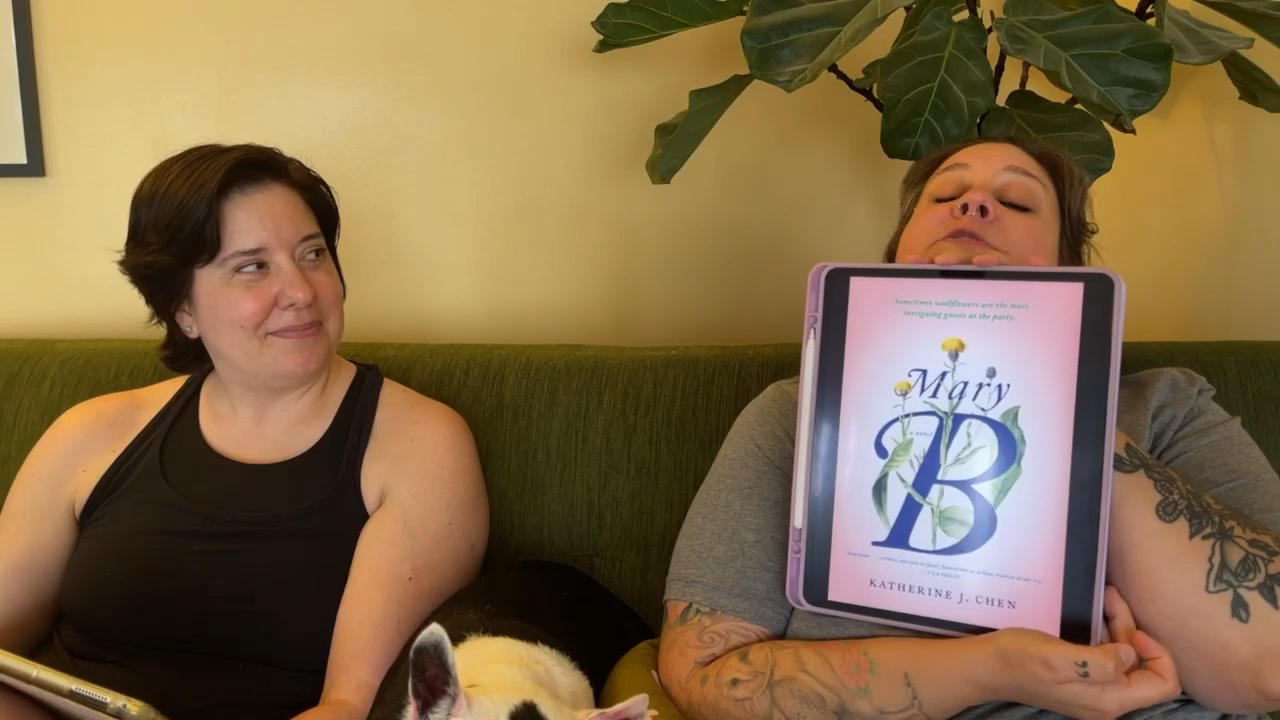 Sometimes wallflowers are the most
intriguing guests at the party.
Mary
a novel
B
KATHERINE J. CHEN